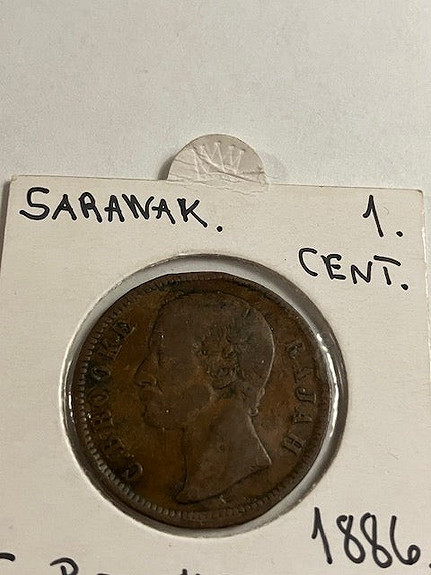 SARAWAK. 1.
CENT.
C. BROOKE RAJAH
1886.